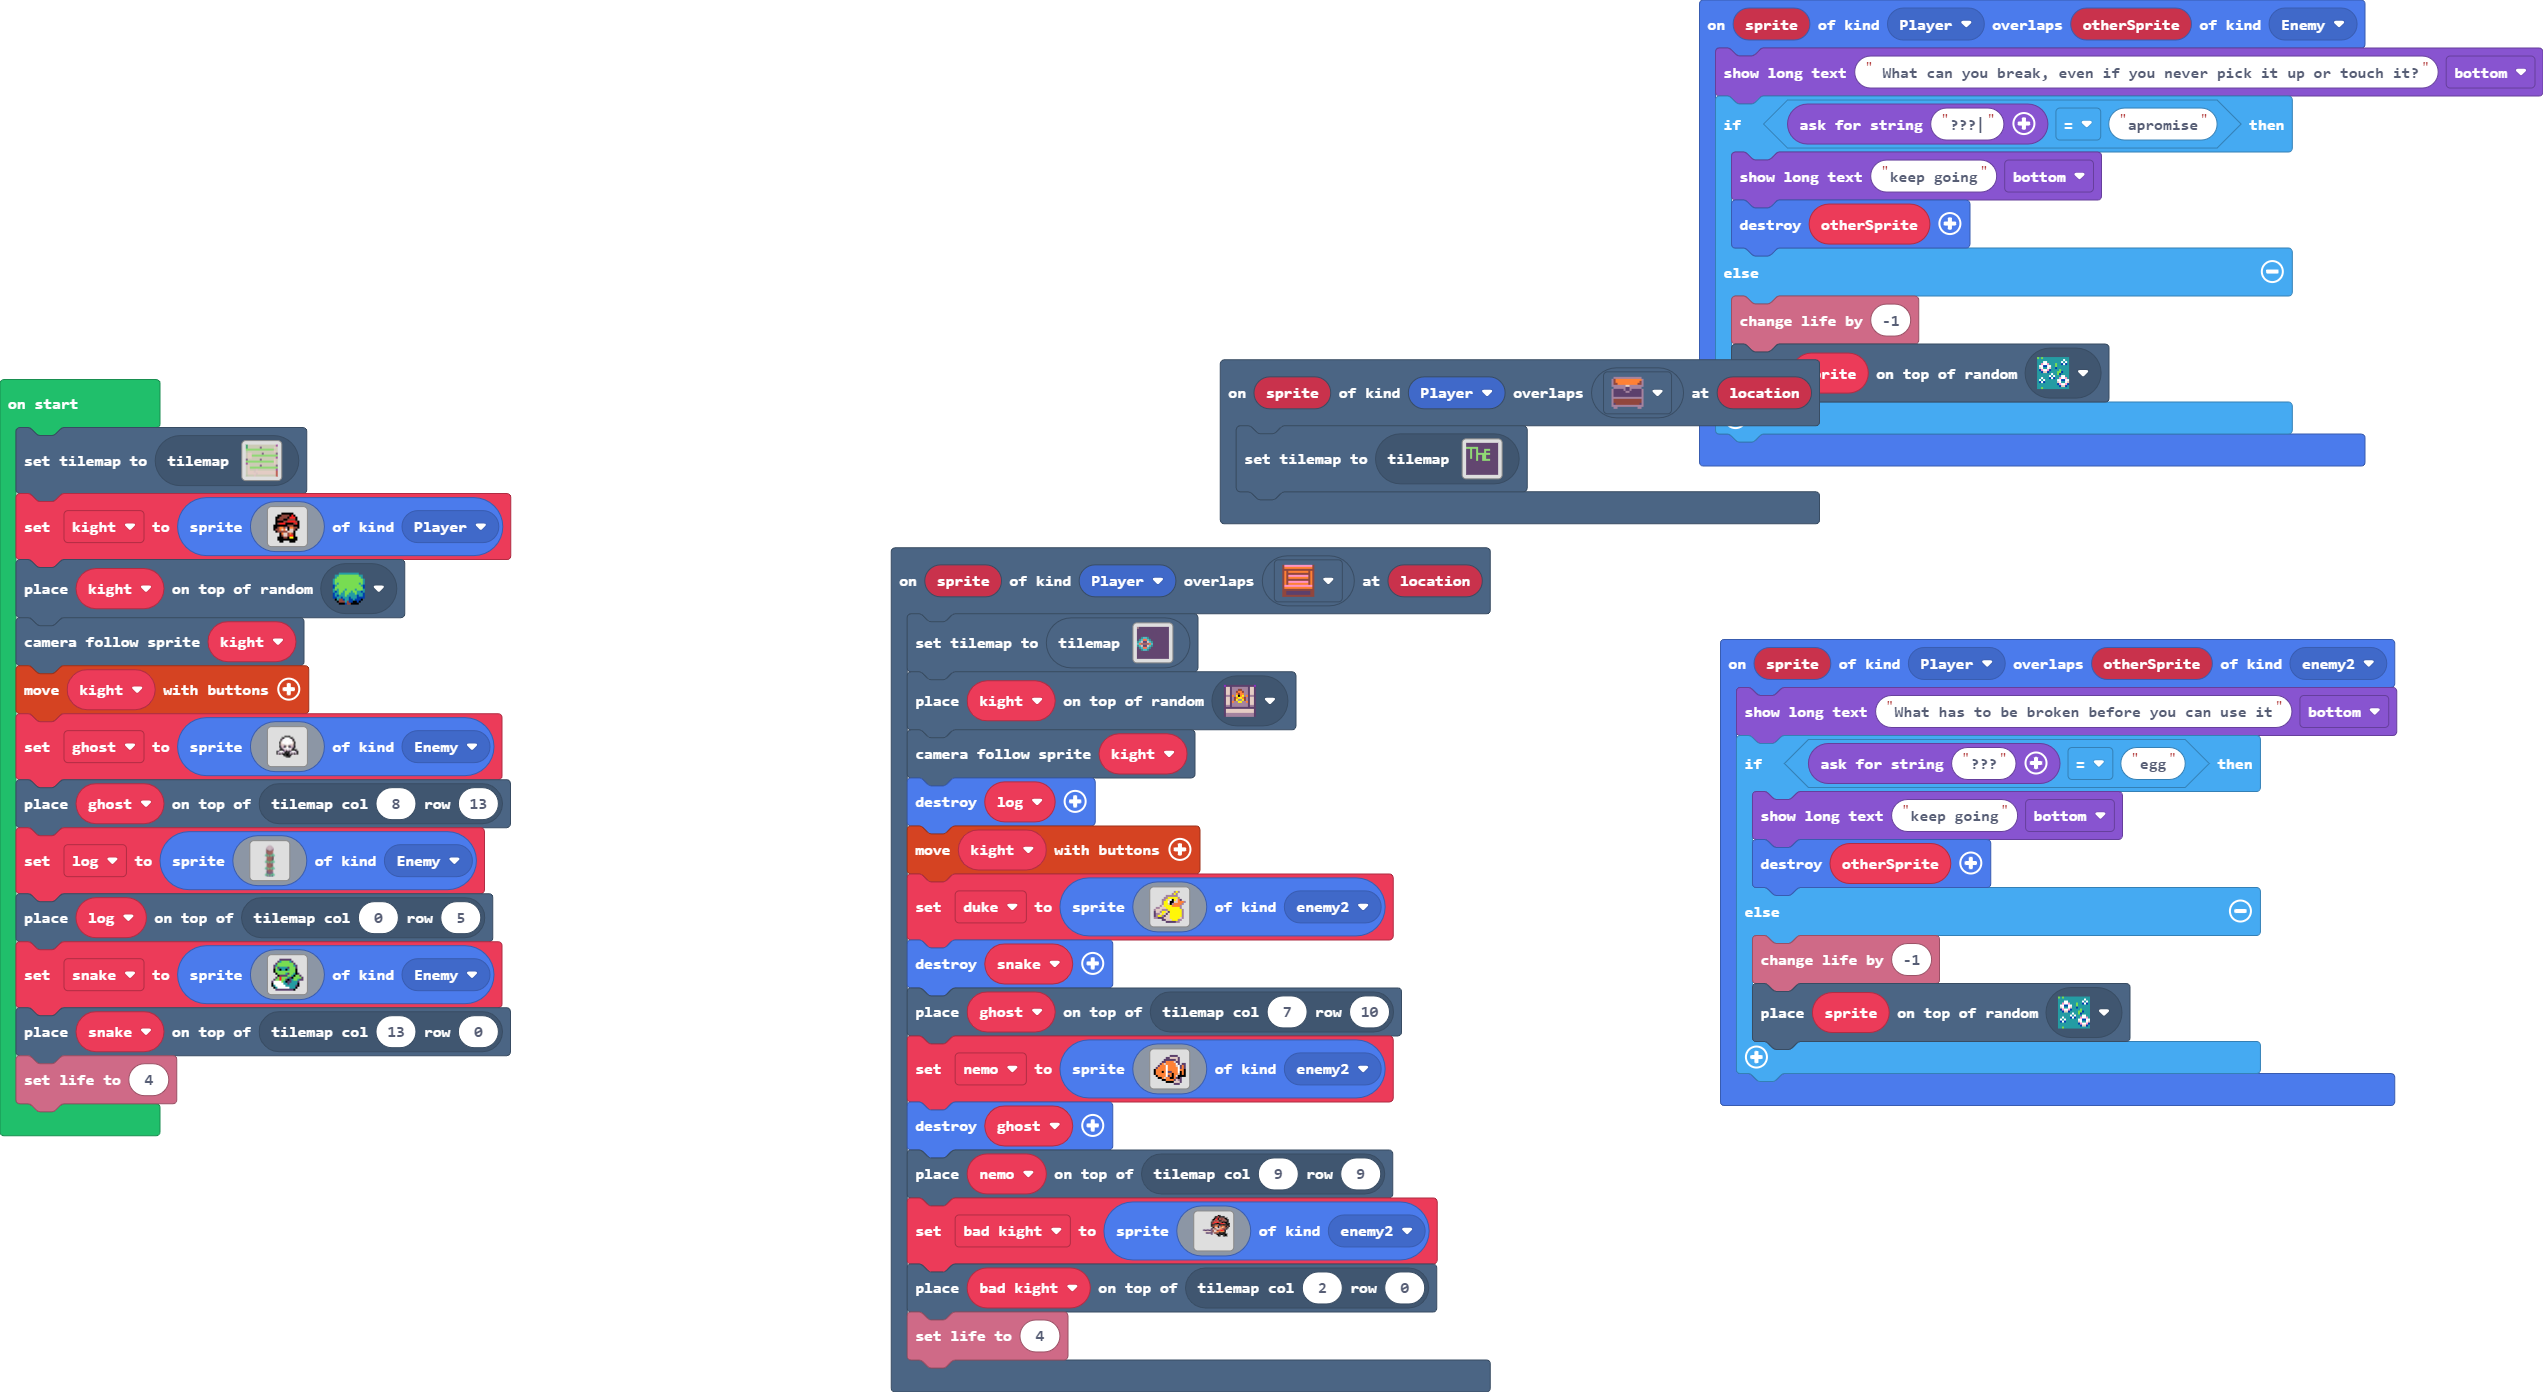 on start
set tilemap to tilemap
set kight to sprite of kind Player
place kight on top of random
camera follow sprite kight
move kight with buttons
set ghost to sprite of kind Enemy
place ghost on top of tilemap col 8 row 13
set log to sprite of kind Enemy
place log on top of tilemap col 0 row 5
set snake to sprite of kind Enemy
place snake on top of tilemap col 13 row 0
set life to 4
on sprite of kind Player overlaps at location
set tilemap to tilemap
place kight on top of random
camera follow sprite kight
destroy log
move kight with buttons
set duke to sprite of kind enemy2
destroy snake
place ghost on top of tilemap col 7 row 10
set nemo to sprite of kind enemy2
destroy ghost
place nemo on top of tilemap col 9 row 9
set bad kight to sprite of kind enemy2
place bad kight on top of tilemap col 2 row 0
set life to 4
on sprite of kind Player overlaps at location
set tilemap to tilemap THE
on sprite of kind Player overlaps otherSprite of kind Enemy
show long text " What can you break, even if you never pick it up or touch it?" bottom
if ask for string "???|" = "apromise" then
show long text "keep going" bottom
destroy otherSprite
else
change life by -1
rite on top of random
on sprite of kind Player overlaps otherSprite of kind enemy2
show long text "What has to be broken before you can use it" bottom
if ask for string "???" = "egg" then
show long text "keep going" bottom
destroy otherSprite
else
change life by -1
place sprite on top of random